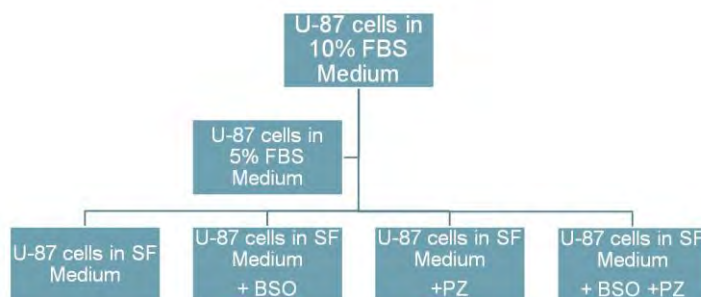 U-87 cells in
10% FBS
Medium
U-87 cells in
5% FBS
Medium
U-87 cells in SF
Medium
U-87 cells in SF
Medium
+ BSO
U-87 cells in SF
Medium
+PZ
U-87 cells in SF
Medium
+ BSO +PZ